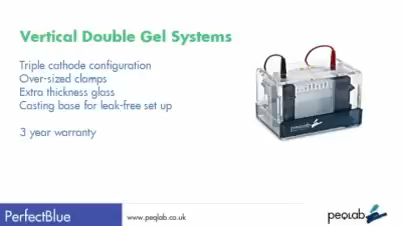 Vertical Double Gel Systems
Triple cathode configuration
Over-sized clamps
Extra thickness glass
Casting base for leak-free set up
3 year warranty
peqlab
PerfectBlue
www.peqlab.co.uk
peqlab